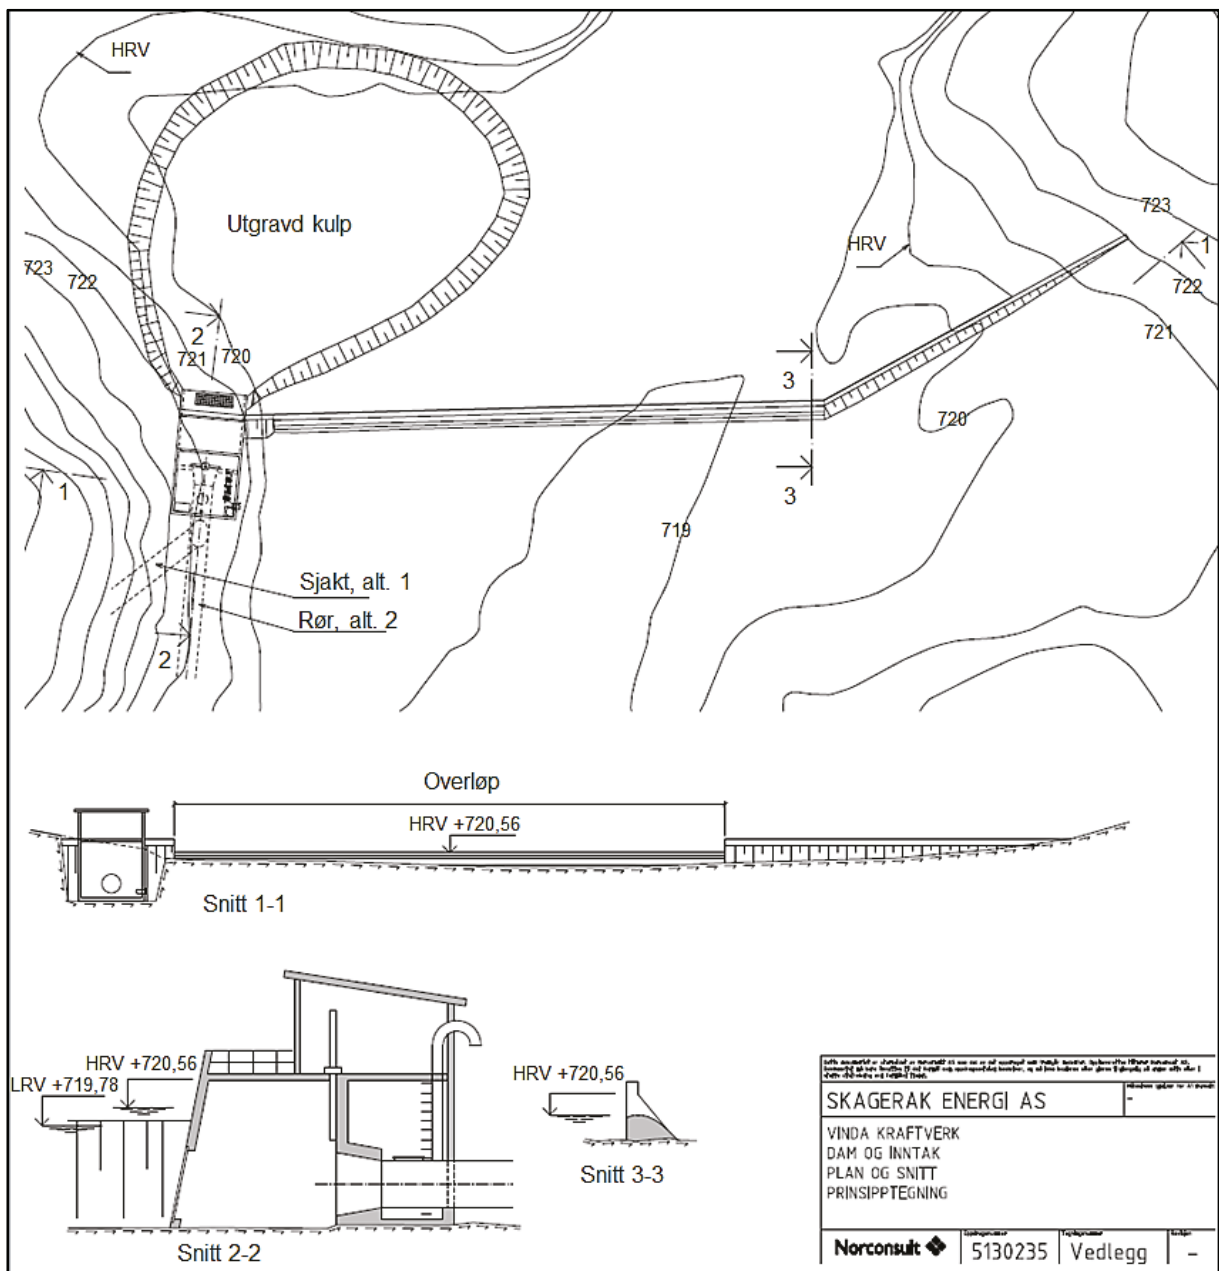 HRV
Utgravd kulp
HRV
723
1
722
721
723
722
2
721
720
3
720
1
3
719
Sjakt, alt. 1
Rør, alt. 2
2
Overløp
HRV +720,56
Snitt 1-1
HRV +720,56
LRV +719,78
HRV +720,56
Snitt 3-3
Snitt 2-2
SKAGERAK ENERGI AS
VINDA KRAFTVERK
DAM OG INNTAK
PLAN OG SNITT
PRINSIPPTEGNING
Norconsult
5130235
Vedlegg
-